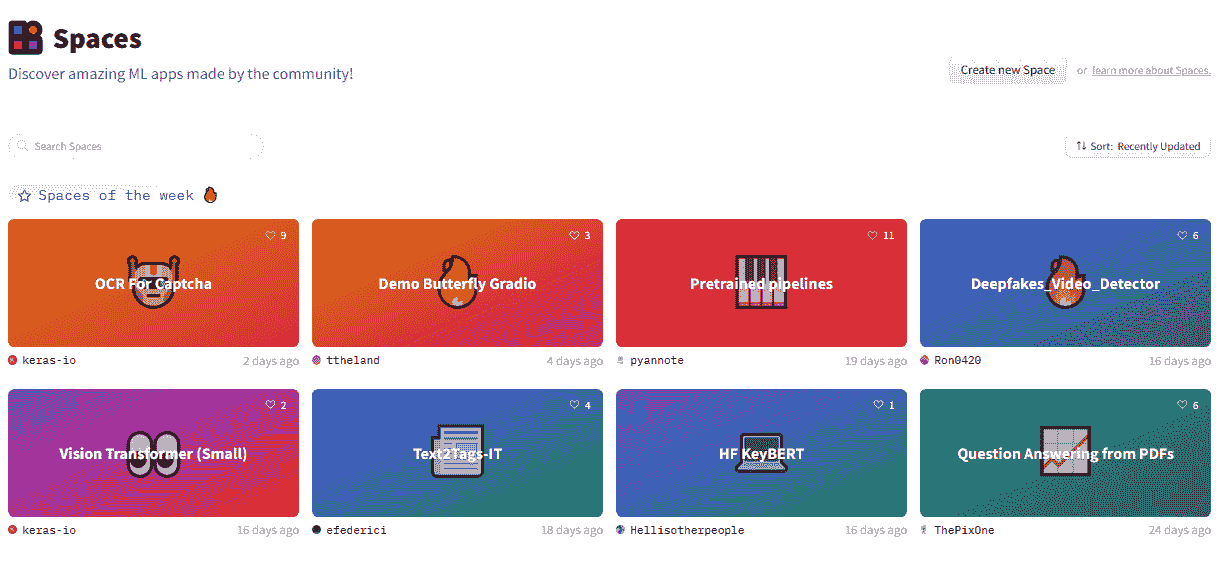 Spaces
Discover amazing ML apps made by the community!
Create new Space or learn more about Spaces.
Search Spaces
Sort: Recently Updated
Spaces of the week
9
OCR For Captcha
keras-io 2 days ago
3
Demo Butterfly Gradio
ttheland 4 days ago
11
Pretrained pipelines
pyannote 19 days ago
6
Deepfakes_Video_Detector
Ron0420 16 days ago
2
Vision Transformer (Small)
keras-io 16 days ago
4
Text2Tags-IT
efederici 18 days ago
1
HF KeyBERT
Hellisotherpeople 16 days ago
6
Question Answering from PDFs
ThePixOne 24 days ago